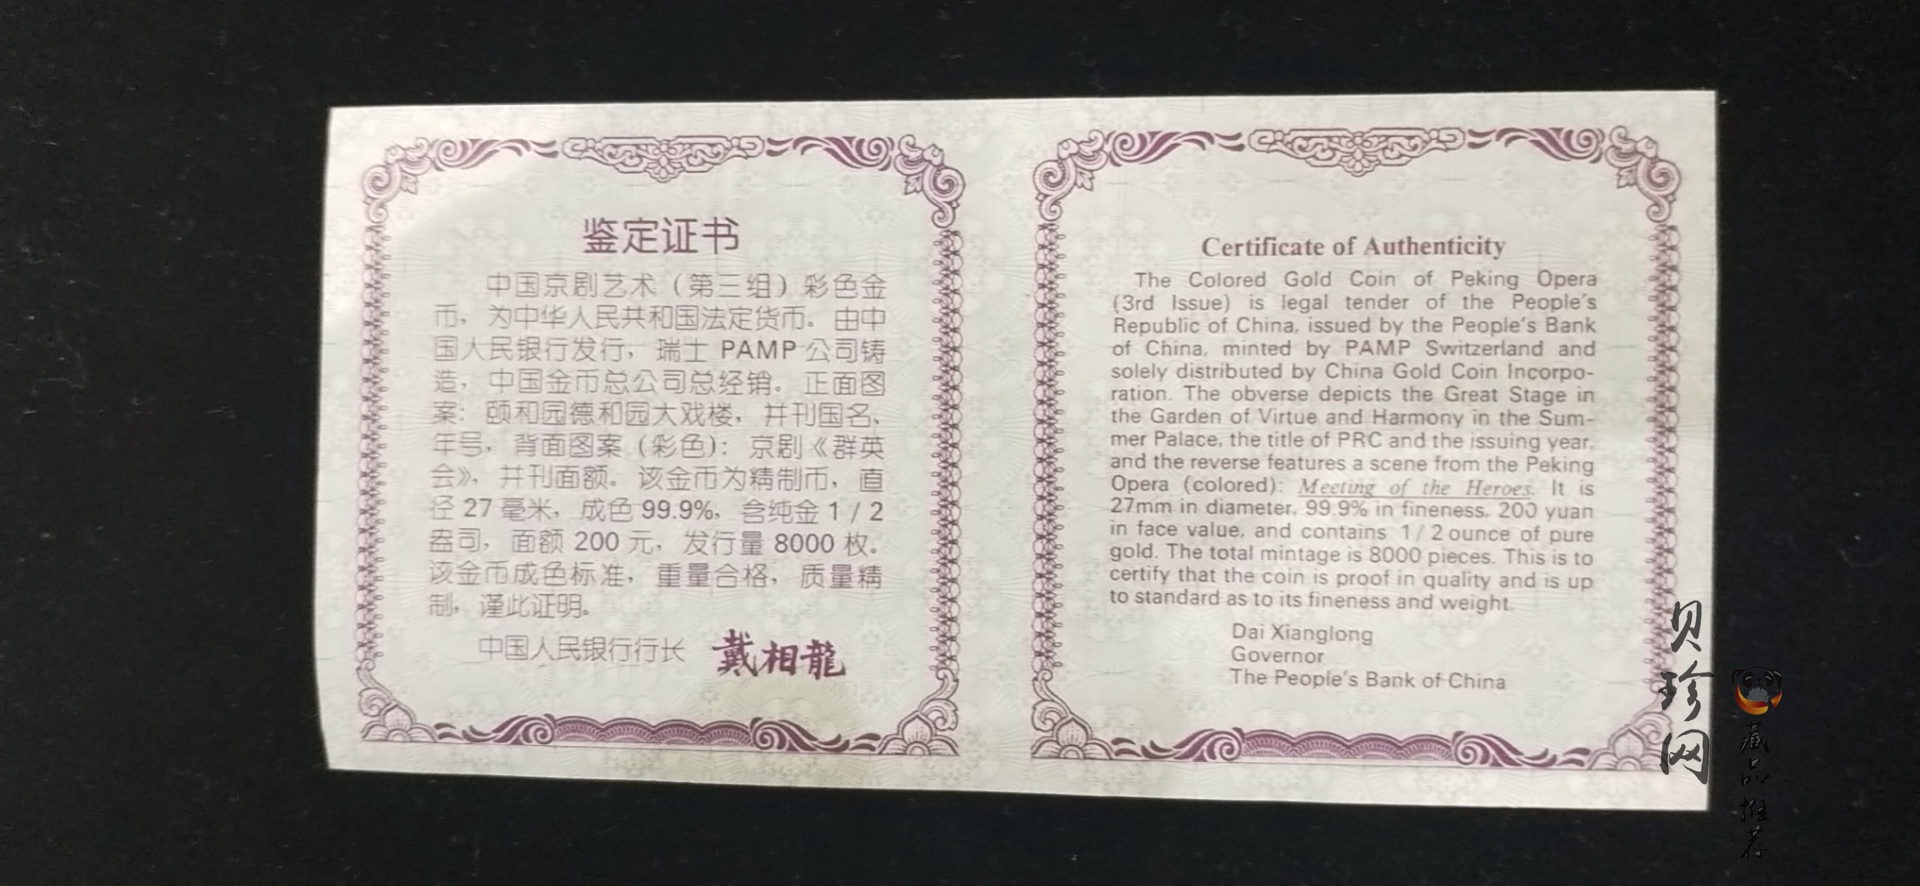 鉴定证书
中国京剧艺术（第三组）彩色金
币，为中华人民共和国法定货币。由中
国人民银行发行，瑞士 PAMP 公司铸
造，中国金币总公司总经销。正面图
案：颐和园德和园大戏楼，并刊国名、
年号，背面图案（彩色）：京剧《群英
会》，并刊面额。该金币为精制币，直
径 27 毫米，成色 99.9%，含纯金 1 / 2
盎司，面额 200 元，发行量 8000 枚。
该金币成色标准，重量合格，质量精
制，谨此证明。
中国人民银行行长 戴相龍
Certificate of Authenticity
The Colored Gold Coin of Peking Opera
(3rd Issue) is legal tender of the People's
Republic of China, issued by the People's Bank
of China, minted by PAMP Switzerland and
solely distributed by China Gold Coin Incorpo-
ration. The obverse depicts the Great Stage in
the Garden of Virtue and Harmony in the Sum-
mer Palace, the title of PRC and the issuing year,
and the reverse features a scene from the Peking
Opera (colored): Meeting of the Heroes. It is
27mm in diameter, 99.9% in fineness, 200 yuan
in face value, and contains 1 / 2 ounce of pure
gold. The total mintage is 8000 pieces. This is to
certify that the coin is proof in quality and is up
to standard as to its fineness and weight.
Dai Xianglong
Governor
The People's Bank of China
贝珍网
藏品推荐